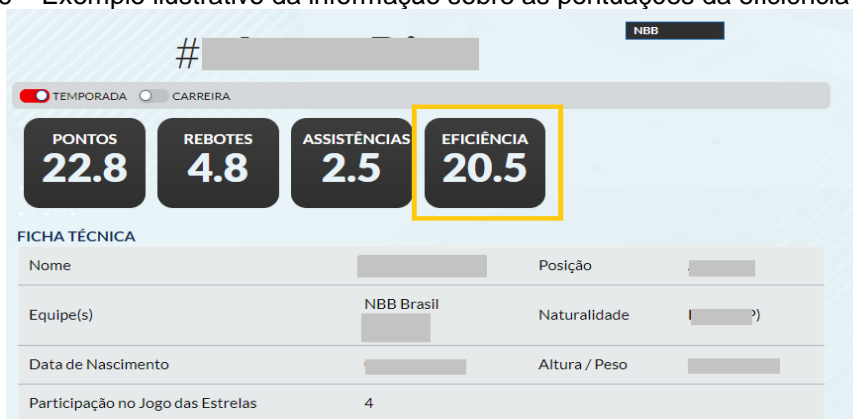 Exemplo ilustrativo da informação sobre as pontuações da eficiência
NBB
#
TEMPORADA CARREIRA
PONTOS REBOTES ASSISTÊNCIAS EFICIÊNCIA
22.8 4.8 2.5 20.5
FICHA TÉCNICA
Nome Posição
Equipe(s) NBB Brasil Naturalidade
Data de Nascimento Altura / Peso
Participação no Jogo das Estrelas 4